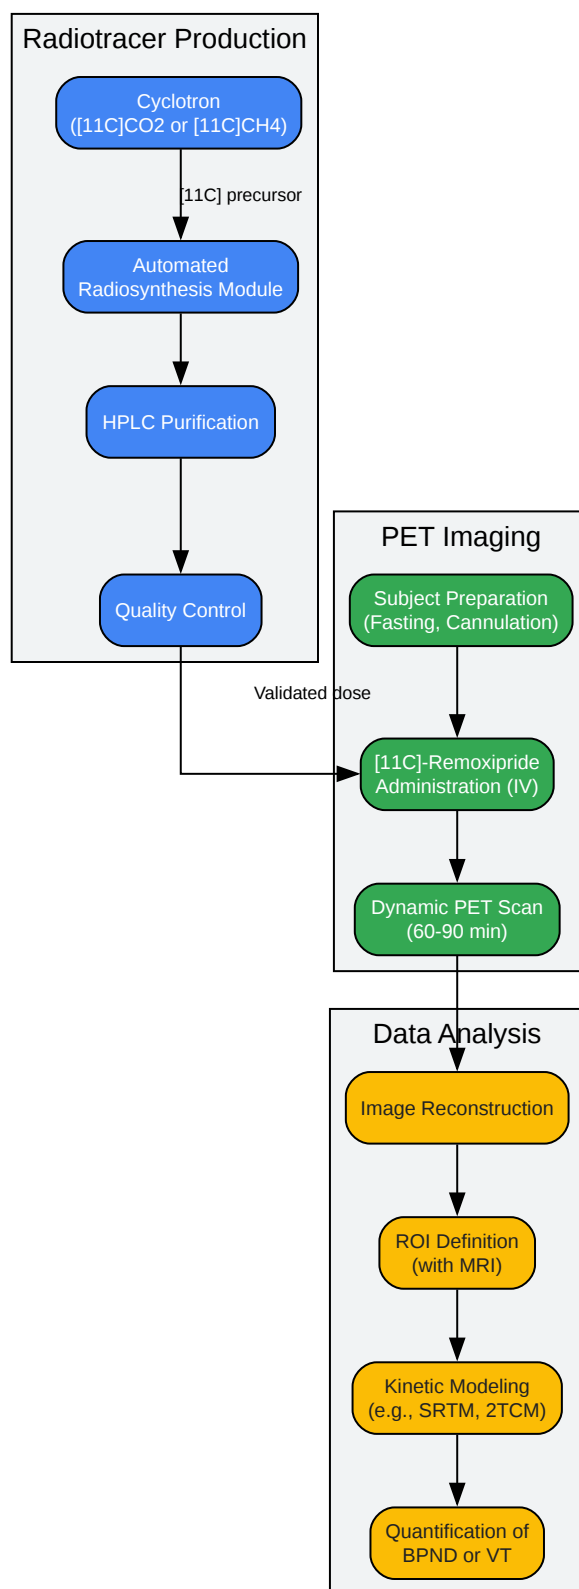 Radiotracer Production
Cyclotron
([11C]CO2 or [11C]CH4)
[11C] precursor
Automated
Radiosynthesis Module
HPLC Purification
Quality Control
Validated dose
PET Imaging
Subject Preparation
(Fasting, Cannulation)
[11C]-Remoxipride
Administration (IV)
Dynamic PET Scan
(60-90 min)
Data Analysis
Image Reconstruction
ROI Definition
(with MRI)
Kinetic Modeling
(e.g., SRTM, 2TCM)
Quantification of
BPND or VT